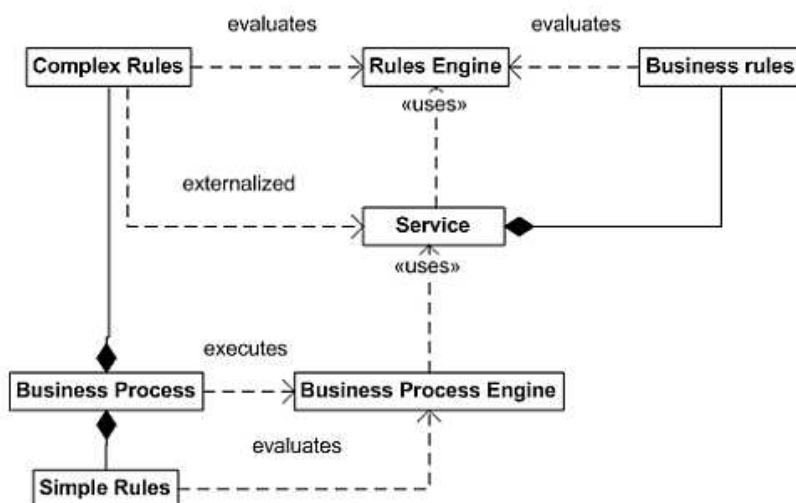 evaluates
evaluates
Complex Rules
Rules Engine
Business rules
«uses»
externalized
Service
«uses»
executes
Business Process
Business Process Engine
evaluates
Simple Rules